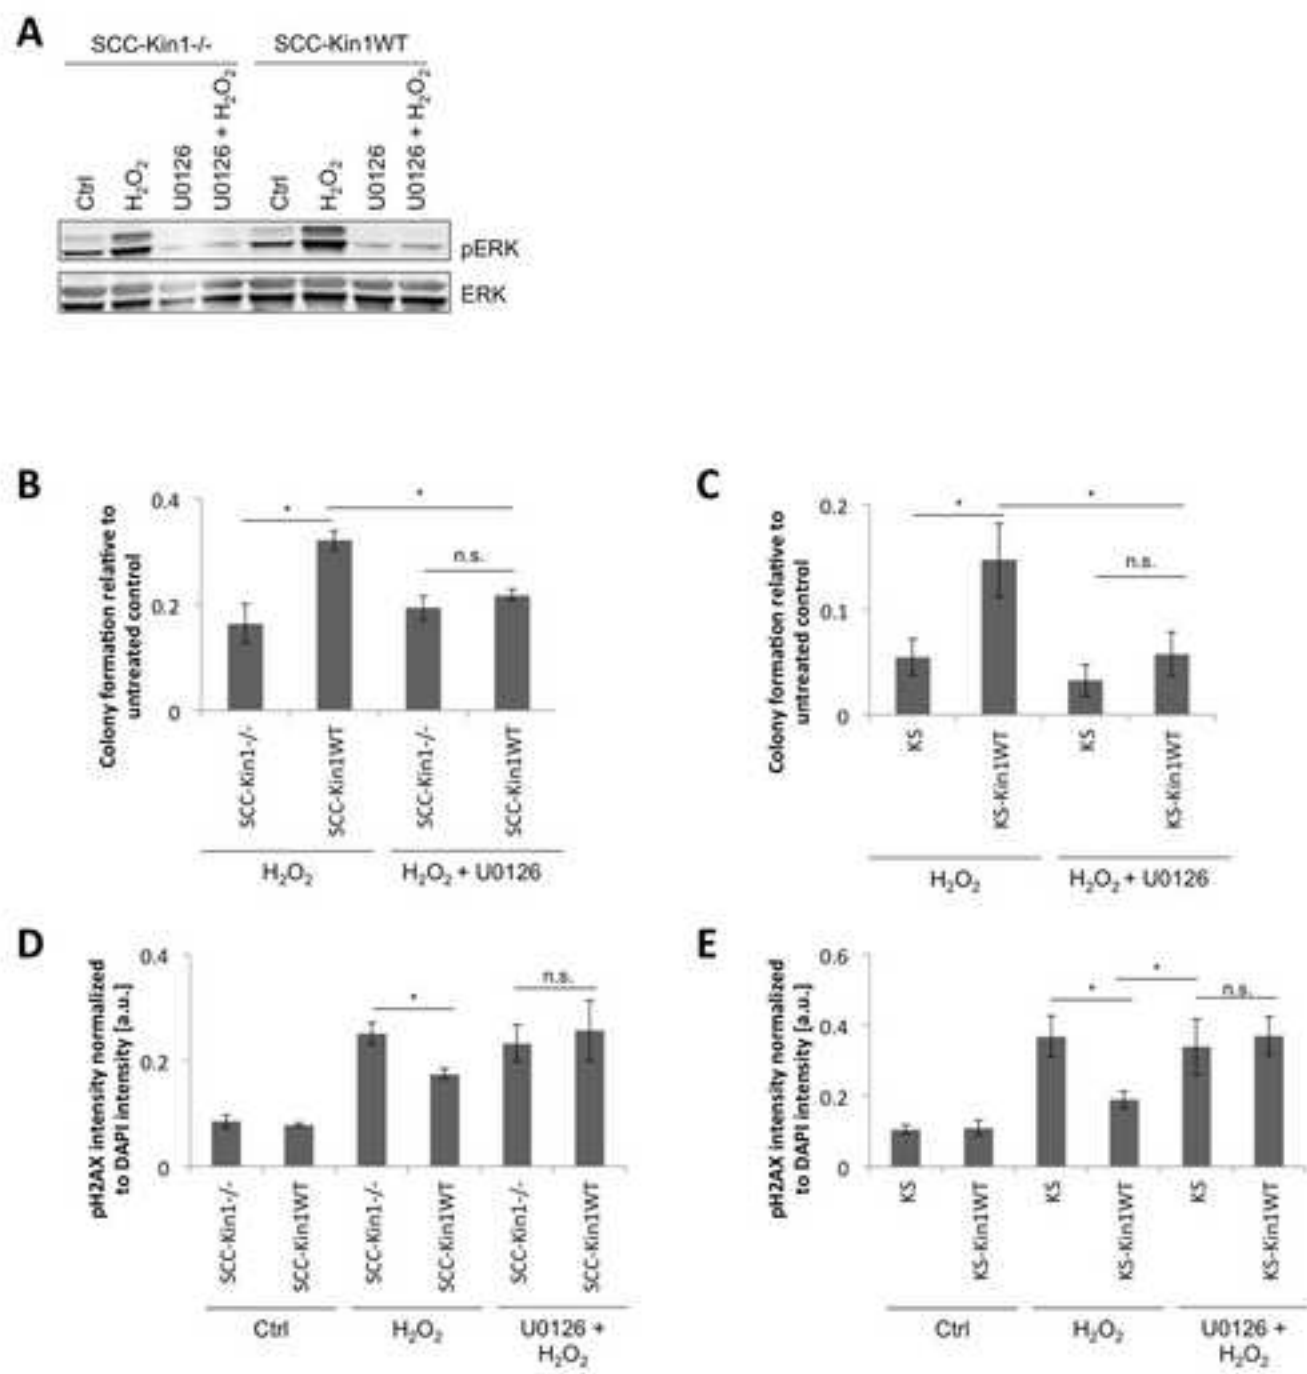 A
SCC-Kin1-/-
SCC-Kin1WT
Ctrl
H₂O₂
U0126
U0126 + H₂O₂
Ctrl
H₂O₂
U0126
U0126 + H₂O₂
pERK
ERK
B
Colony formation relative to
untreated control
0.4
0.2
0
*
*
n.s.
SCC-Kin1-/-
SCC-Kin1WT
SCC-Kin1-/-
SCC-Kin1WT
H₂O₂
H₂O₂ + U0126
C
Colony formation relative to
untreated control
0.2
0.1
0
*
*
n.s.
KS
KS-Kin1WT
KS
KS-Kin1WT
H₂O₂
H₂O₂ + U0126
D
pH2AX intensity normalized
to DAPI intensity [a.u.]
0.4
0.2
0
*
n.s.
SCC-Kin1-/-
SCC-Kin1WT
SCC-Kin1-/-
SCC-Kin1WT
SCC-Kin1-/-
SCC-Kin1WT
Ctrl
H₂O₂
U0126 +
H₂O₂
E
pH2AX intensity normalized
to DAPI intensity [a.u.]
0.6
0.4
0.2
0
*
*
n.s.
KS
KS-Kin1WT
KS
KS-Kin1WT
KS
KS-Kin1WT
Ctrl
H₂O₂
U0126 +
H₂O₂